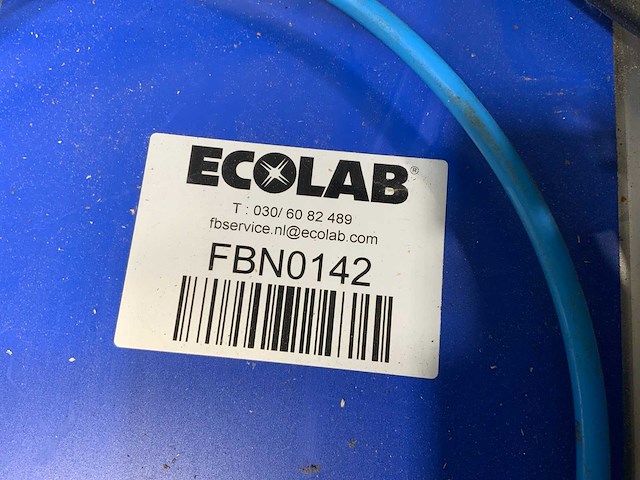 ECOLAB®
T : 030/ 60 82 489
fbservice.nl@ecolab.com
FBN0142